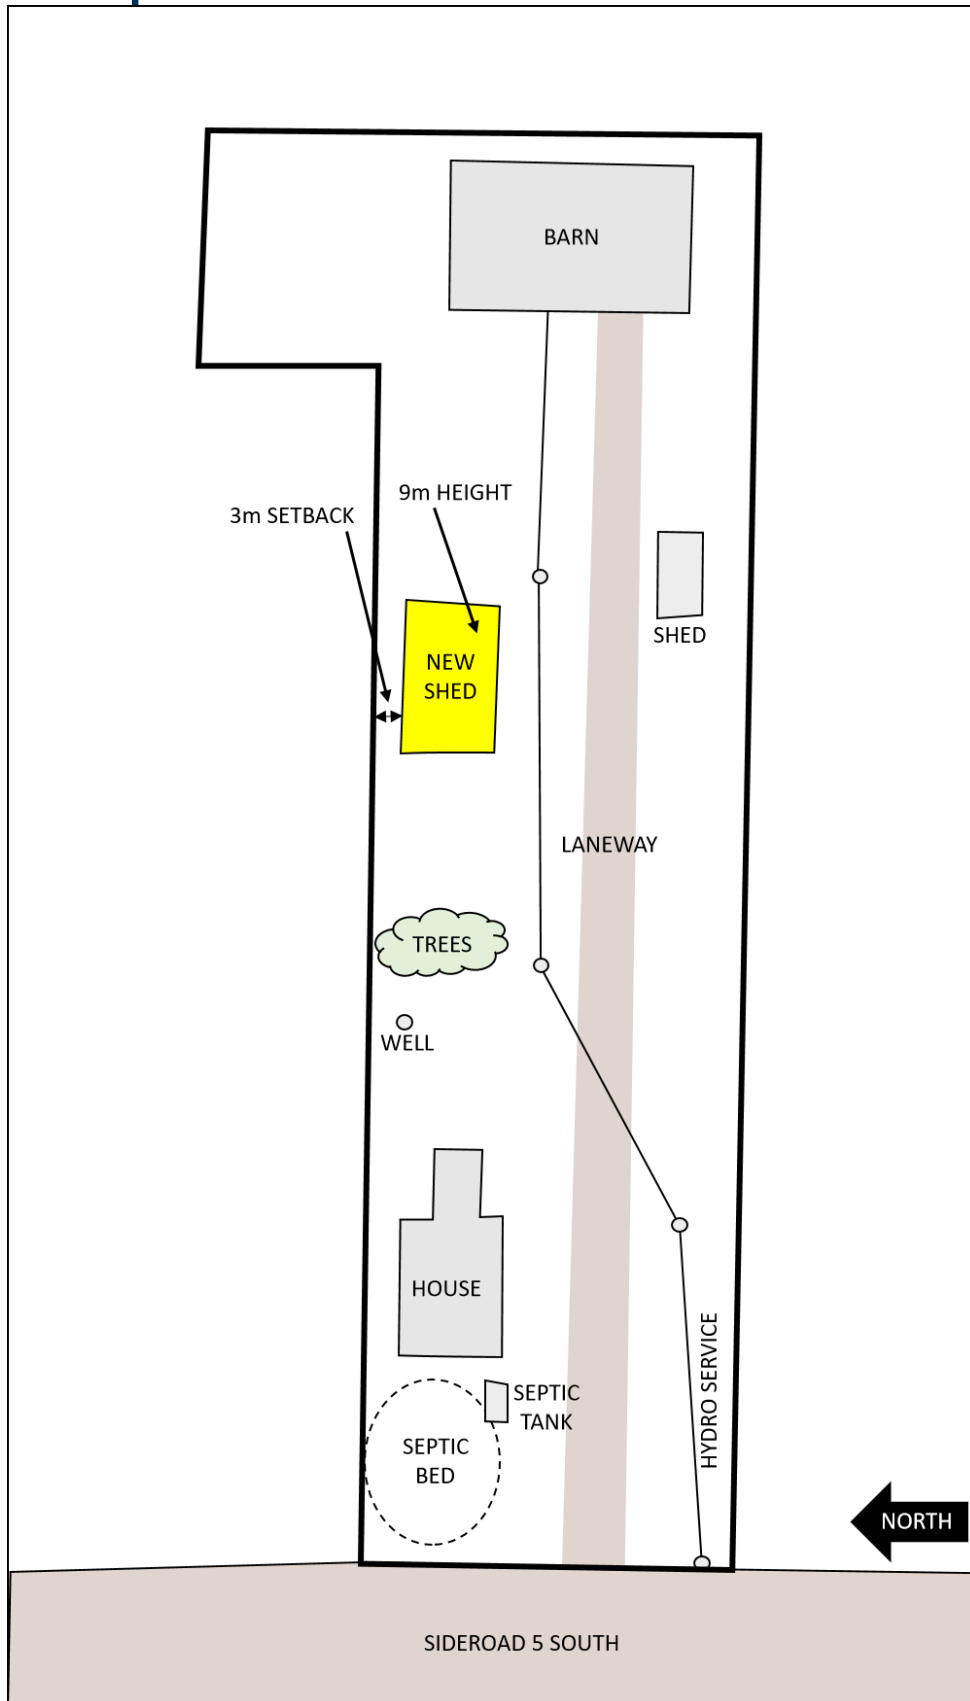 BARN
9m HEIGHT
3m SETBACK
SHED
NEW
SHED
LANEWAY
TREES
WELL
HOUSE
HYDRO SERVICE
SEPTIC
TANK
SEPTIC
BED
NORTH
SIDEROAD 5 SOUTH